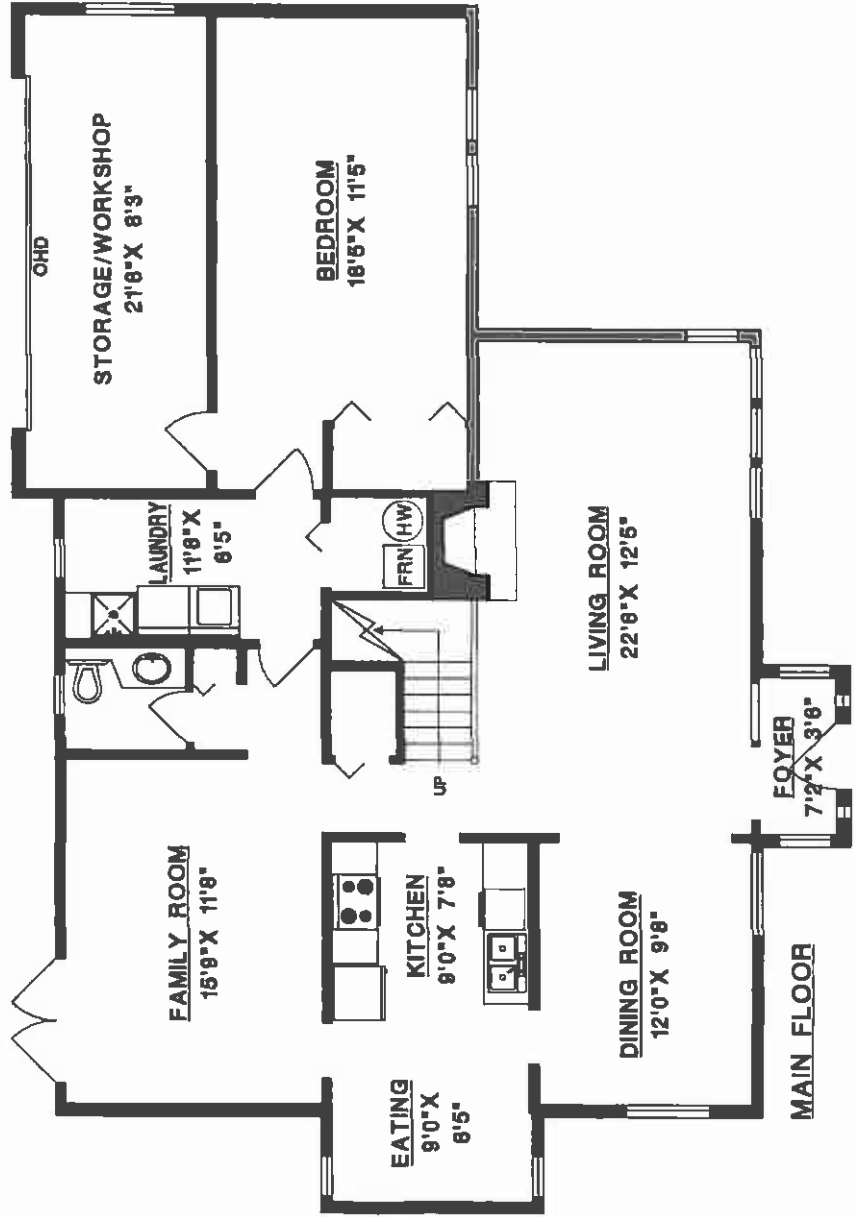 OHD
STORAGE/WORKSHOP
21'6"X 8'3"
BEDROOM
18'5"X 11'5"
LAUNDRY
11'8"X
6'5"
FRN
HW
FAMILY ROOM
15'9"X 11'8"
UP
KITCHEN
9'0"X 7'8"
EATING
9'0"X
8'5"
LIVING ROOM
22'6"X 12'5"
DINING ROOM
12'0"X 9'8"
FOYER
7'2"X 3'6"
MAIN FLOOR